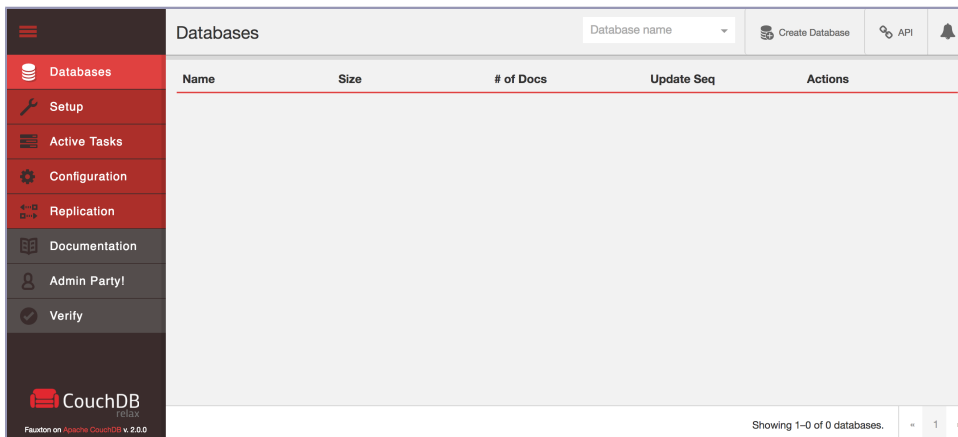 Databases
Database name
Create Database
API
Databases
Setup
Active Tasks
Configuration
Replication
Documentation
Admin Party!
Verify
Name Size # of Docs Update Seq Actions
CouchDB
relax
Fauxton on Apache CouchDB v. 2.0.0
Showing 1–0 of 0 databases.
« 1